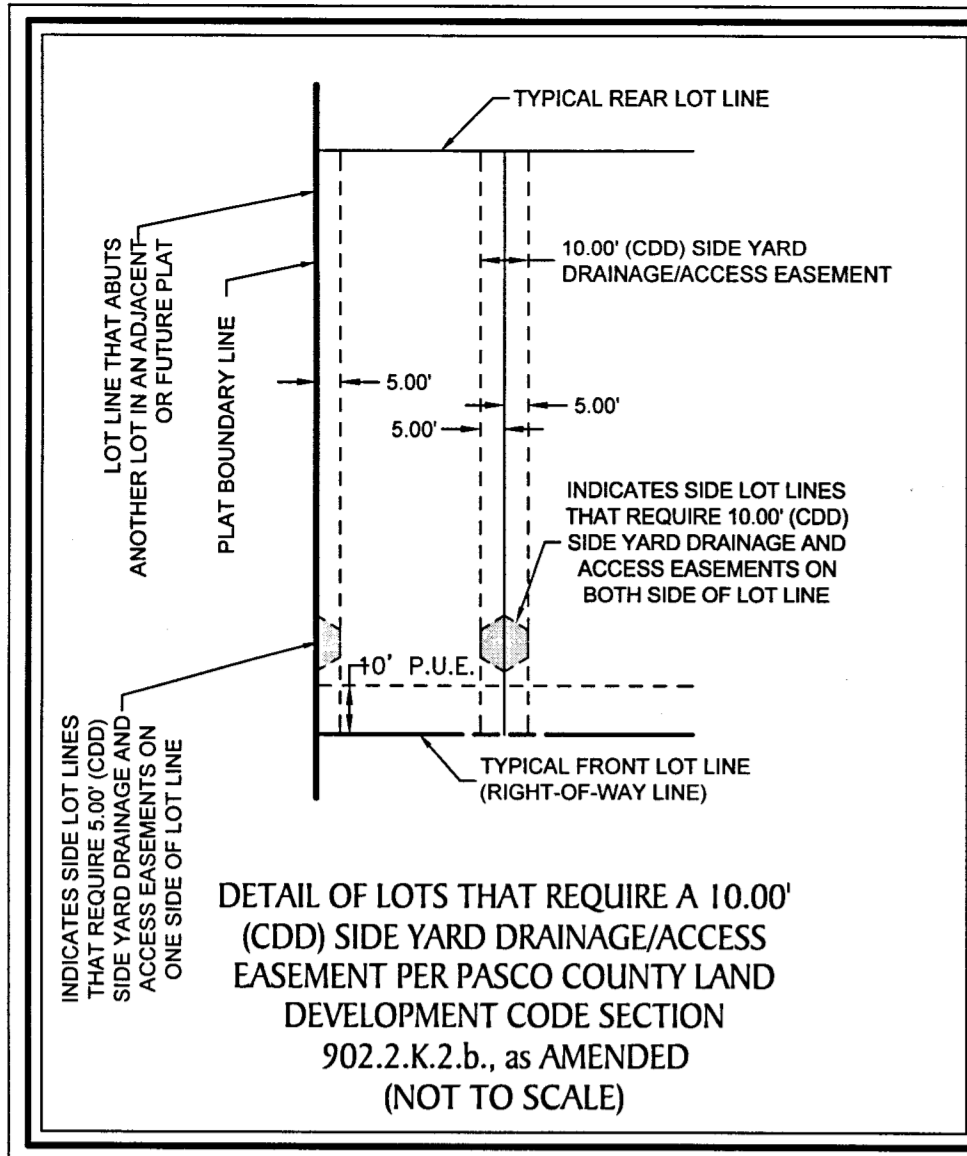 TYPICAL REAR LOT LINE
LOT LINE THAT ABUTS
ANOTHER LOT IN AN ADJACENT
OR FUTURE PLAT
PLAT BOUNDARY LINE
10.00' (CDD) SIDE YARD
DRAINAGE/ACCESS EASEMENT
5.00'
5.00'
5.00'
INDICATES SIDE LOT LINES
THAT REQUIRE 10.00' (CDD)
SIDE YARD DRAINAGE AND
ACCESS EASEMENTS ON
BOTH SIDE OF LOT LINE
10' P.U.E.
INDICATES SIDE LOT LINES
THAT REQUIRE 5.00' (CDD)
SIDE YARD DRAINAGE AND
ACCESS EASEMENTS ON
ONE SIDE OF LOT LINE
TYPICAL FRONT LOT LINE
(RIGHT-OF-WAY LINE)
DETAIL OF LOTS THAT REQUIRE A 10.00'
(CDD) SIDE YARD DRAINAGE/ACCESS
EASEMENT PER PASCO COUNTY LAND
DEVELOPMENT CODE SECTION
902.2.K.2.b., as AMENDED
(NOT TO SCALE)